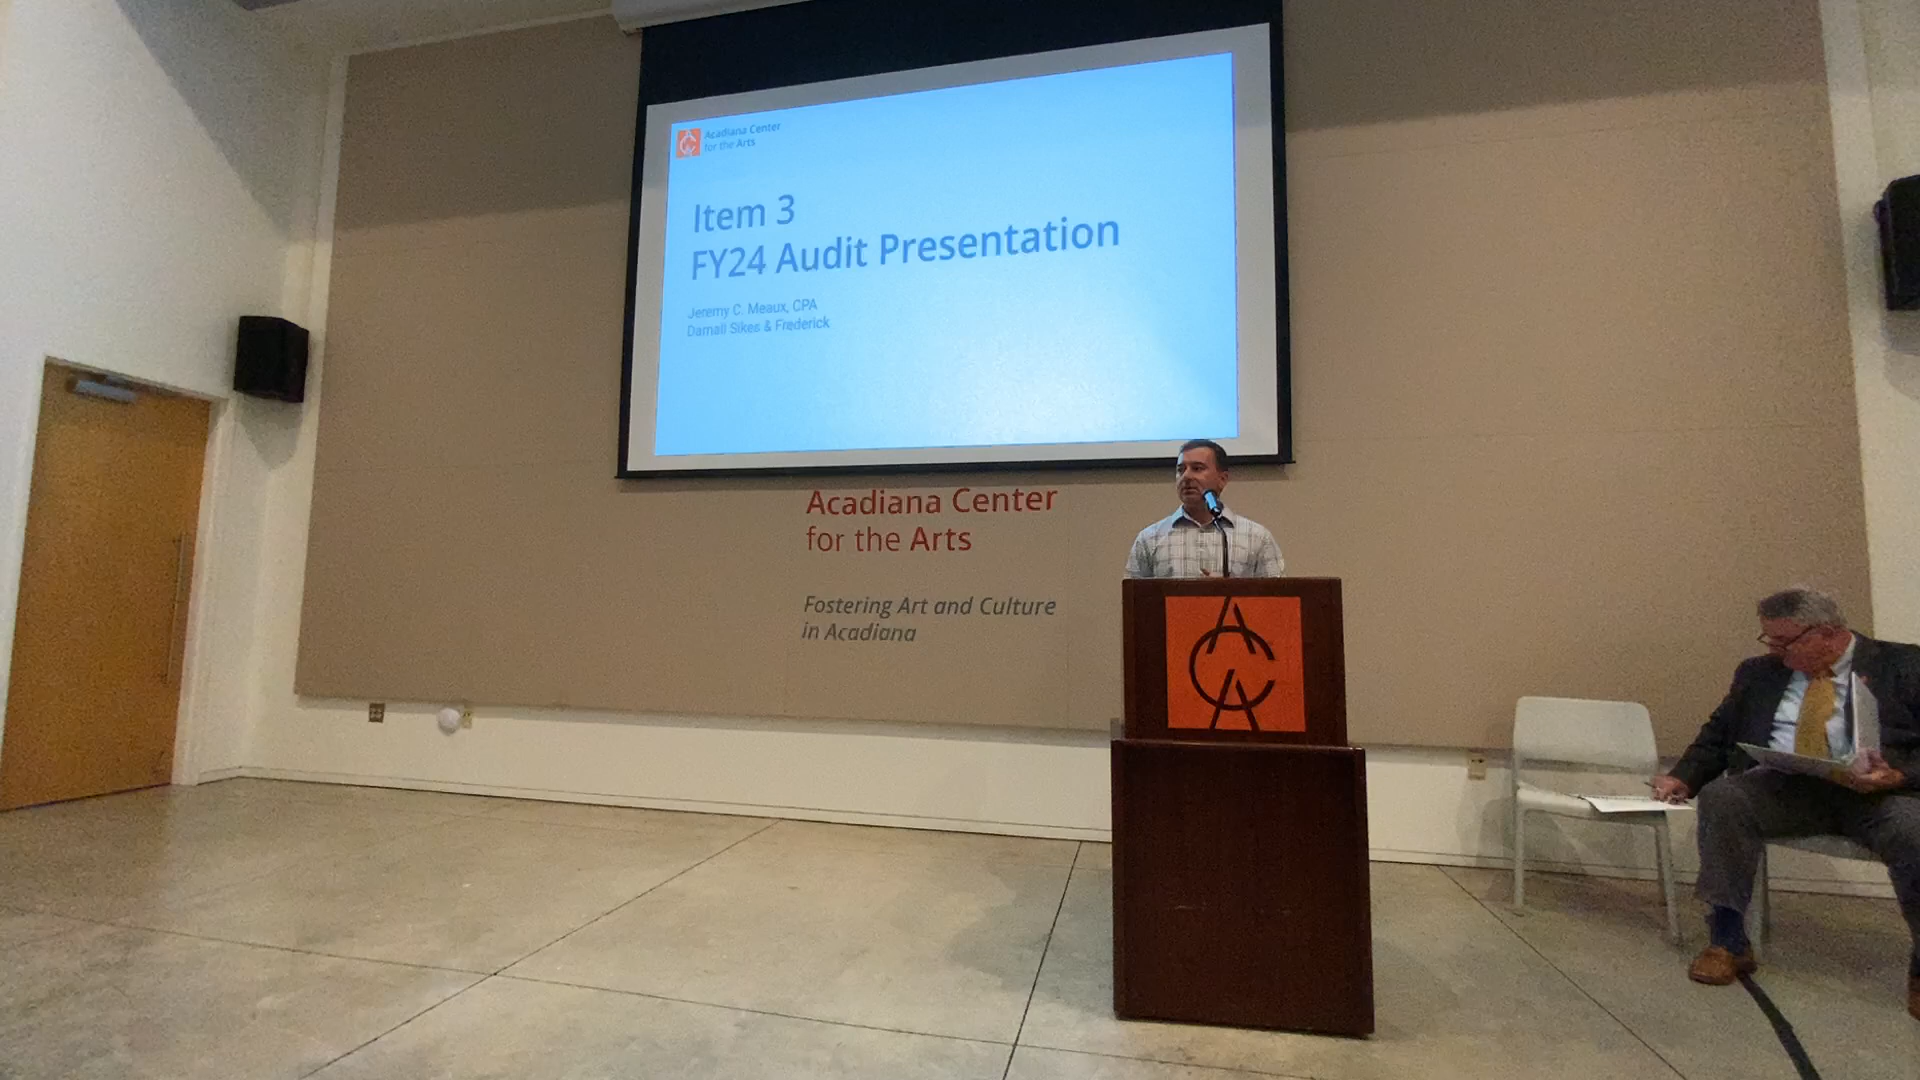 Acadiana Center
for the Arts
Item 3
FY24 Audit Presentation
Jeremy C. Meaux, CPA
Darnall Sikes & Frederick
Acadiana Center
for the Arts
Fostering Art and Culture
in Acadiana
ACA